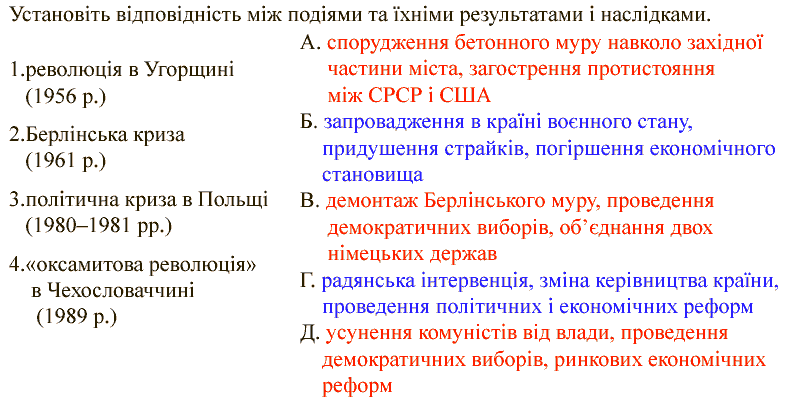 Установіть відповідність між подіями та їхніми результатами і наслідками.
1.революція в Угорщині
(1956 р.)
2.Берлінська криза
(1961 р.)
3.політична криза в Польщі
(1980–1981 рр.)
4.«оксамитова революція»
в Чехословаччині
(1989 р.)
А. спорудження бетонного муру навколо західної
частини міста, загострення протистояння
між СРСР і США
Б. запровадження в країні воєнного стану,
придушення страйків, погіршення економічного
становища
В. демонтаж Берлінського муру, проведення
демократичних виборів, об’єднання двох
німецьких держав
Г. радянська інтервенція, зміна керівництва країни,
проведення політичних і економічних реформ
Д. усунення комуністів від влади, проведення
демократичних виборів, ринкових економічних
реформ